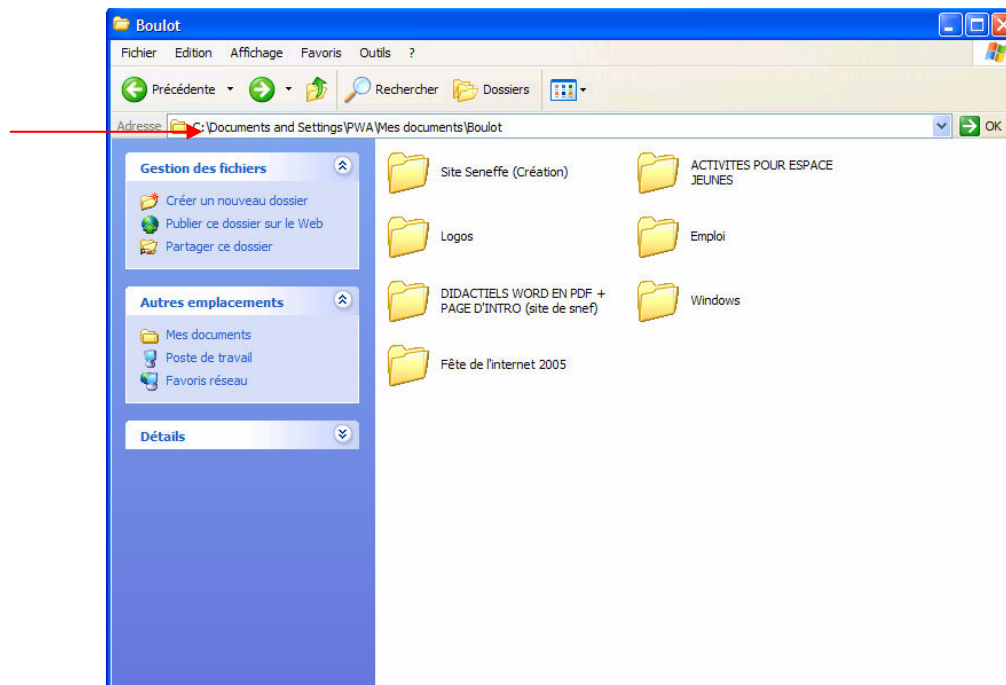 Boulot
Fichier Edition Affichage Favoris Outils ?
Précédente Rechercher Dossiers
Adresse C:\Documents and Settings\PWA\Mes documents\Boulot OK
Gestion des fichiers
Créer un nouveau dossier
Publier ce dossier sur le Web
Partager ce dossier
Autres emplacements
Mes documents
Poste de travail
Favoris réseau
Détails
Site Seneffe (Création)
ACTIVITES POUR ESPACE
JEUNES
Logos
Emploi
DIDACTIELS WORD EN PDF +
PAGE D'INTRO (site de snef)
Windows
Fête de l'internet 2005